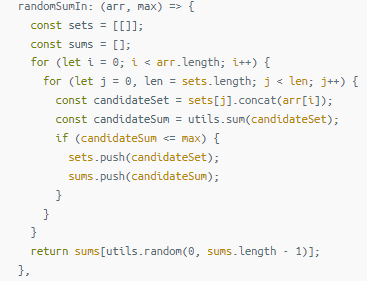 randomSumIn: (arr, max) => {
  const sets = [[]];
  const sums = [];
  for (let i = 0; i < arr.length; i++) {
    for (let j = 0, len = sets.length; j < len; j++) {
      const candidateSet = sets[j].concat(arr[i]);
      const candidateSum = utils.sum(candidateSet);
      if (candidateSum <= max) {
        sets.push(candidateSet);
        sums.push(candidateSum);
      }
    }
  }
  return sums[utils.random(0, sums.length - 1)];
},